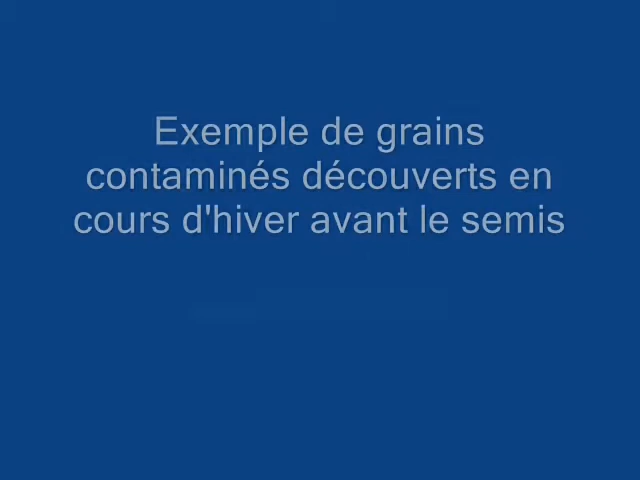 Exemple de grains
contaminés découverts en
cours d'hiver avant le semis